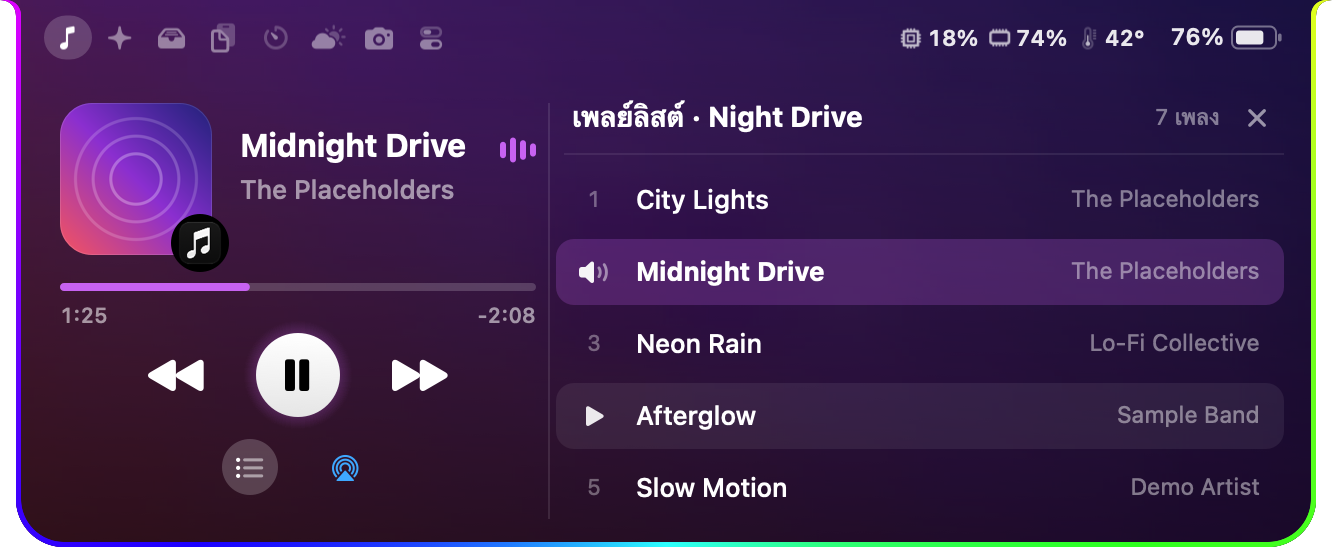 18% 74% 42° 76%
Midnight Drive
The Placeholders
1:25 -2:08
เพลย์ลิสต์ · Night Drive 7 เพลง
1 City Lights The Placeholders
Midnight Drive The Placeholders
3 Neon Rain Lo-Fi Collective
Afterglow Sample Band
5 Slow Motion Demo Artist